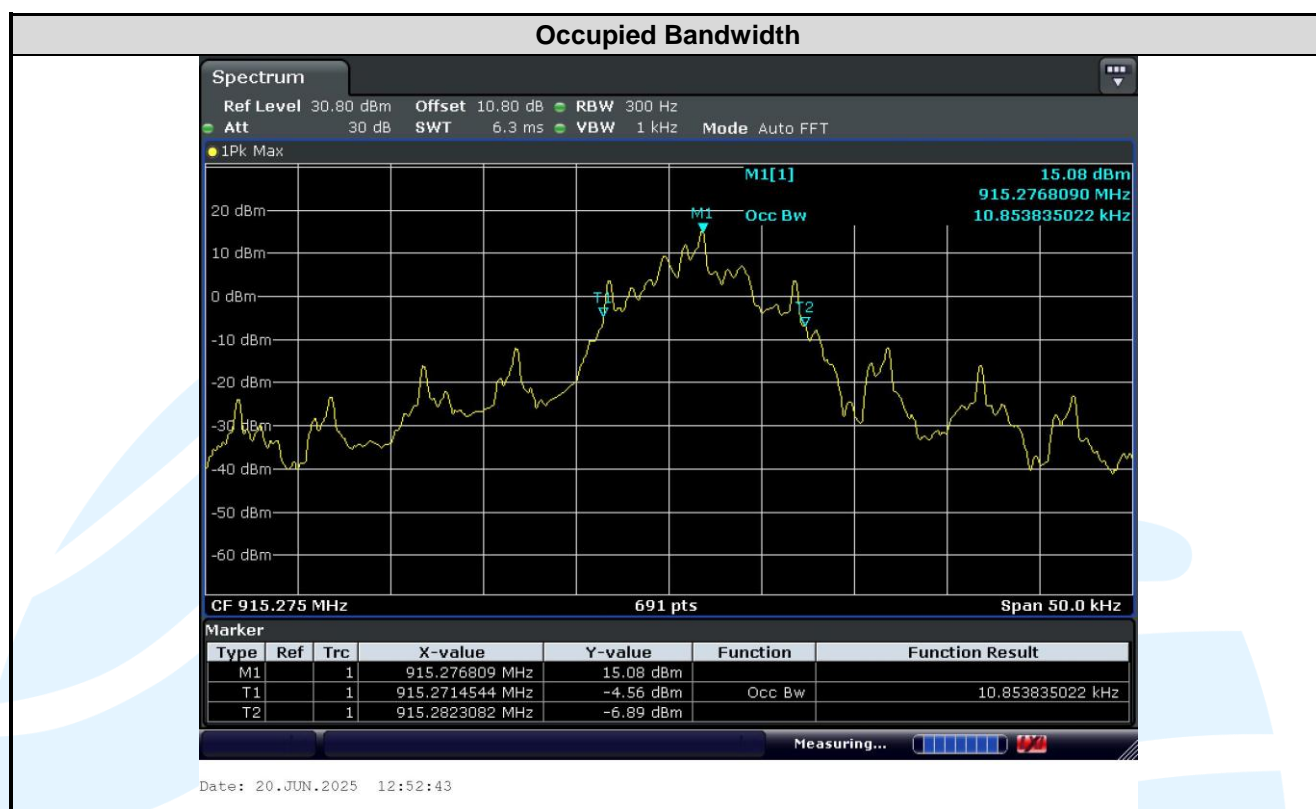 Occupied Bandwidth
Spectrum
Ref Level 30.80 dBm Offset 10.80 dB RBW 300 Hz
Att 30 dB SWT 6.3 ms VBW 1 kHz Mode Auto FFT
1Pk Max
M1[1] 15.08 dBm
915.2768090 MHz
M1 Occ Bw 10.853835022 kHz
20 dBm
10 dBm
T1
0 dBm
T2
-10 dBm
-20 dBm
-30 dBm
-40 dBm
-50 dBm
-60 dBm
CF 915.275 MHz 691 pts Span 50.0 kHz
Marker
Type Ref Trc X-value Y-value Function Function Result
M1 1 915.276809 MHz 15.08 dBm
T1 1 915.2714544 MHz -4.56 dBm Occ Bw 10.853835022 kHz
T2 1 915.2823082 MHz -6.89 dBm
Measuring...
Date: 20.JUN.2025 12:52:43